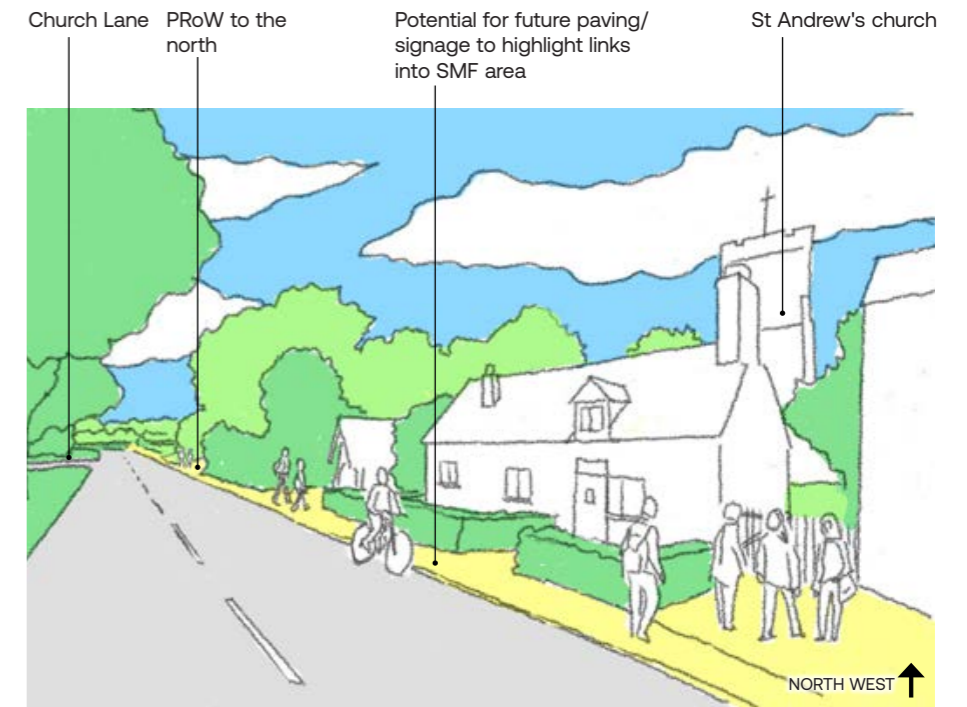 Church Lane
PRoW to the
north
Potential for future paving/
signage to highlight links
into SMF area
St Andrew's church
NORTH WEST